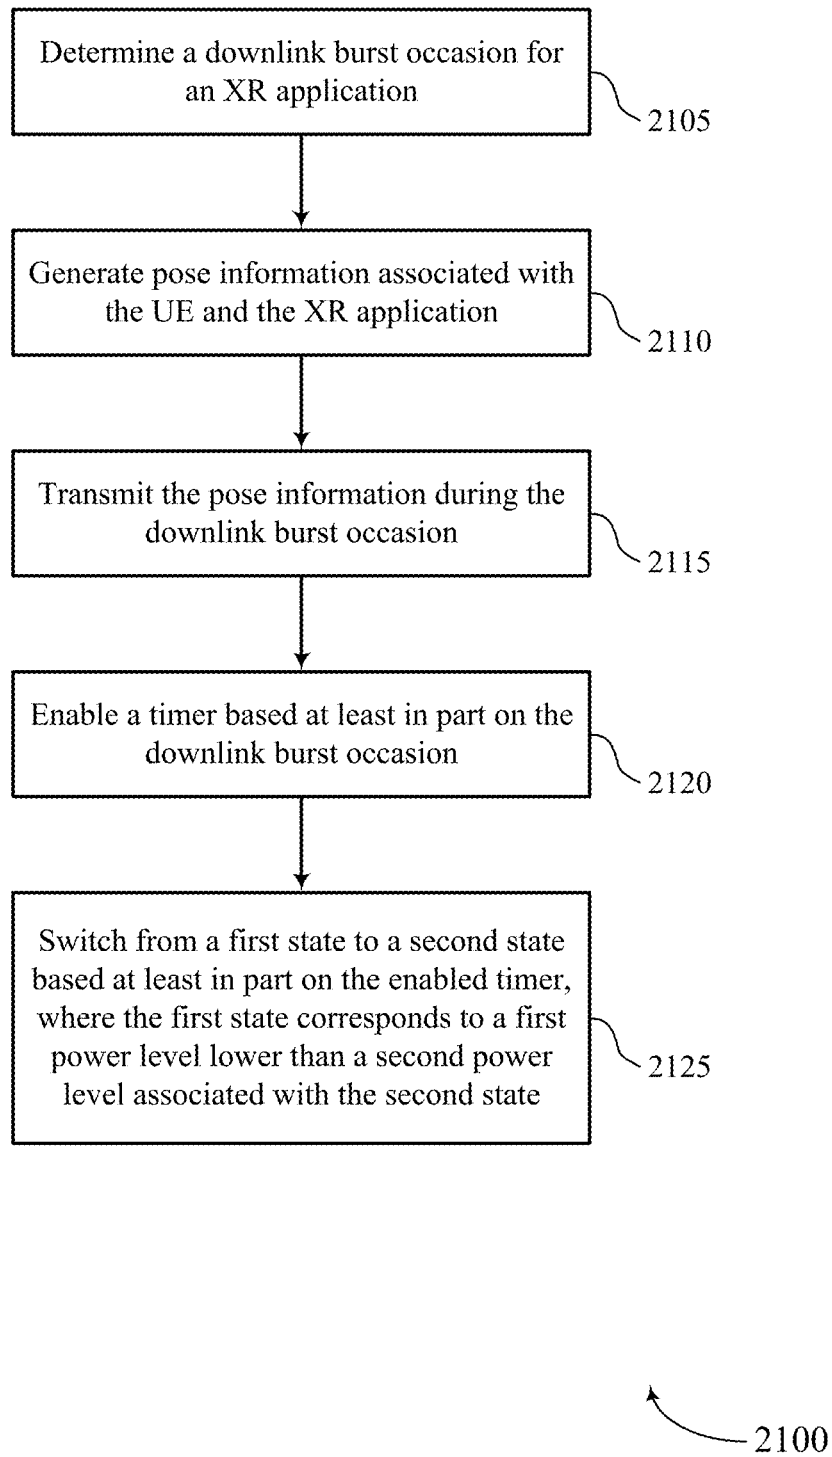 Determine a downlink burst occasion for
an XR application
2105
Generate pose information associated with
the UE and the XR application
2110
Transmit the pose information during the
downlink burst occasion
2115
Enable a timer based at least in part on the
downlink burst occasion
2120
Switch from a first state to a second state
based at least in part on the enabled timer,
where the first state corresponds to a first
power level lower than a second power
level associated with the second state
2125
2100